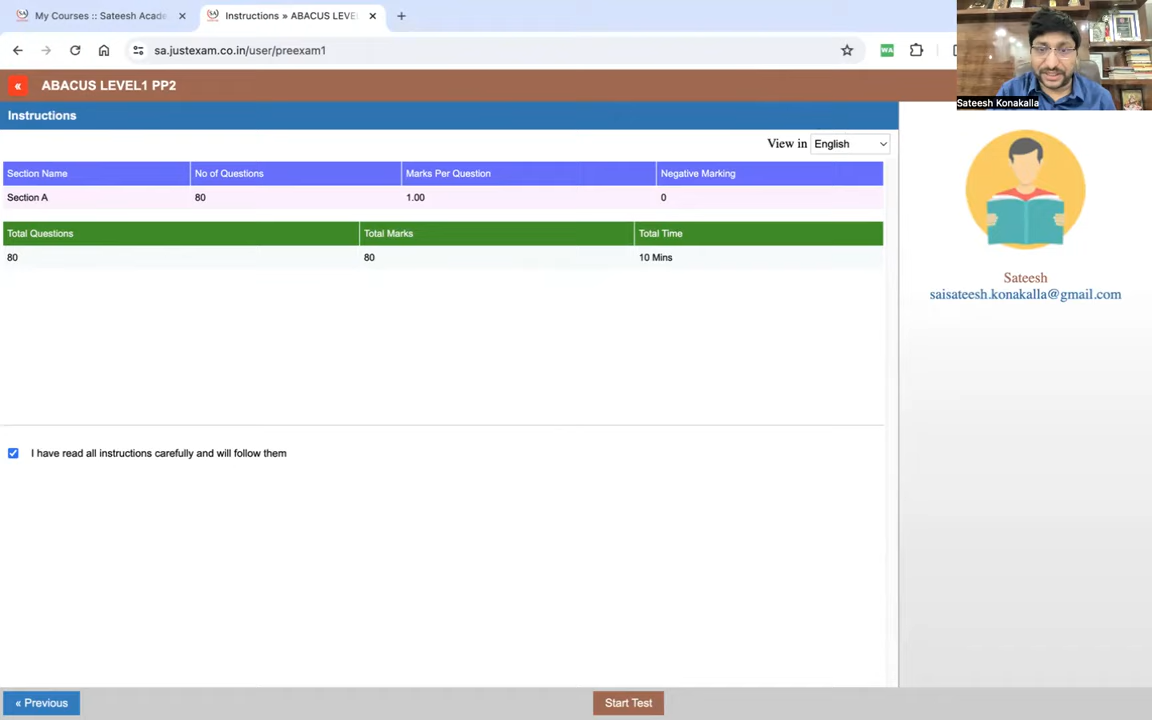 My Courses :: Sateesh Acade
Instructions » ABACUS LEVE
sa.justexam.co.in/user/preexam1
WA
«
ABACUS LEVEL1 PP2
Sateesh Konakalla
Instructions
View in English
Section Name No of Questions Marks Per Question Negative Marking
Section A 80 1.00 0
Total Questions Total Marks Total Time
80 80 10 Mins
Sateesh
saisateesh.konakalla@gmail.com
I have read all instructions carefully and will follow them
« Previous
Start Test